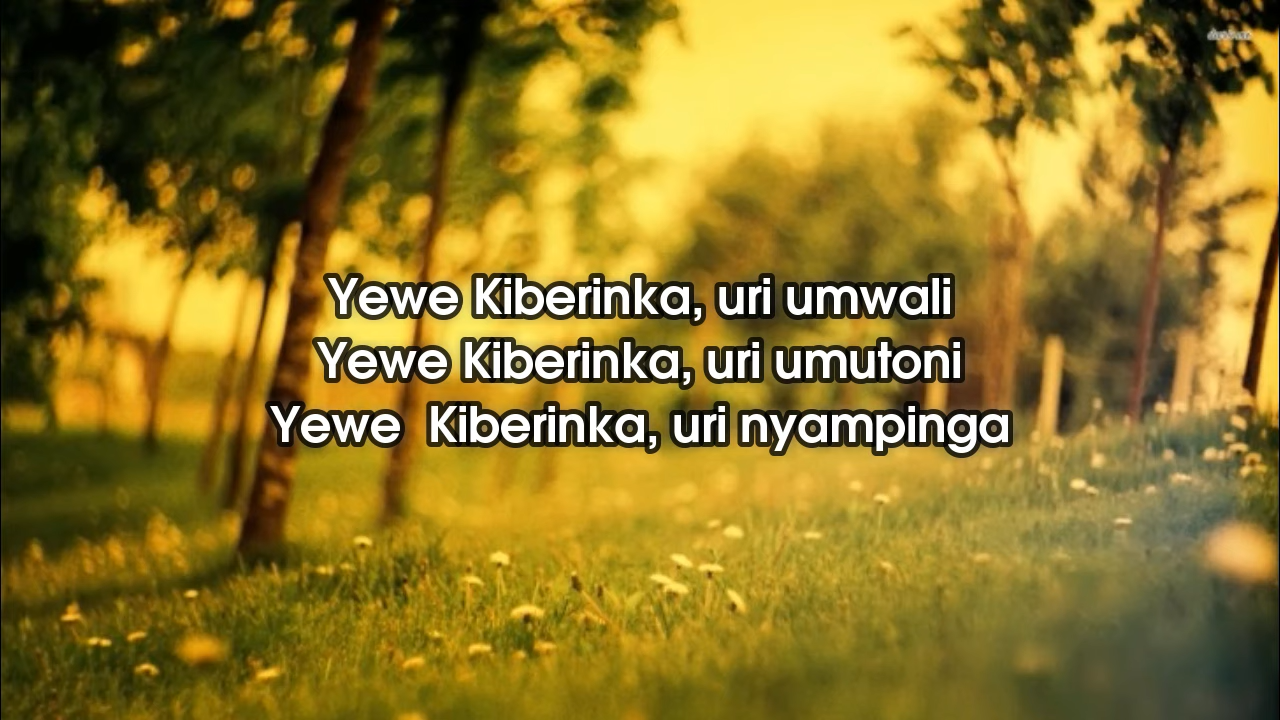 Yewe Kiberinka, uri umwali
Yewe Kiberinka, uri umutoni
Yewe  Kiberinka, uri nyampinga